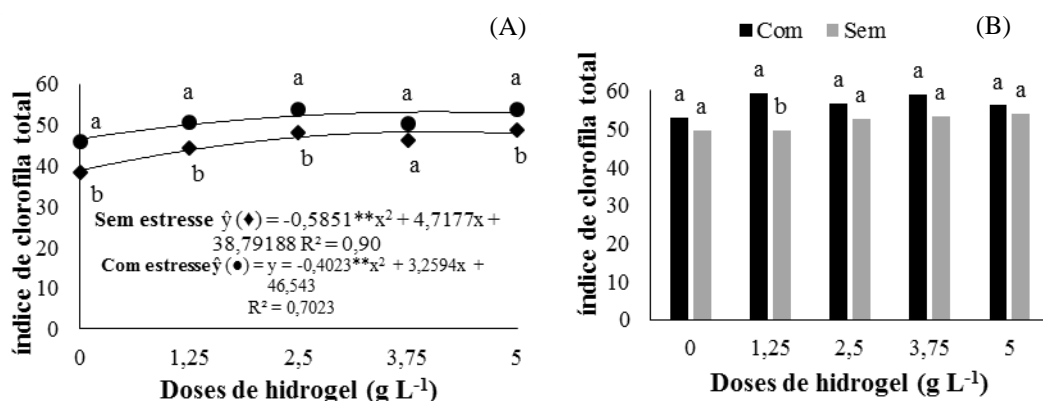 (A)
índice de clorofila total
60
50
40
30
20
10
0
a
a
a
a
a
b
b
b
a
b
Sem estresse ŷ (♦) = -0,5851**x² + 4,7177x +
38,79188 R² = 0,90
Com estresse ŷ (●) = y = -0,4023**x² + 3,2594x +
46,543
R² = 0,7023
0 1,25 2,5 3,75 5
Doses de hidrogel (g L⁻¹)
(B)
■ Com ■ Sem
índice de clorofila total
60
50
40
30
20
10
0
a a a b a a a a a a
0 1,25 2,5 3,75 5
Doses de hidrogel (g L⁻¹)